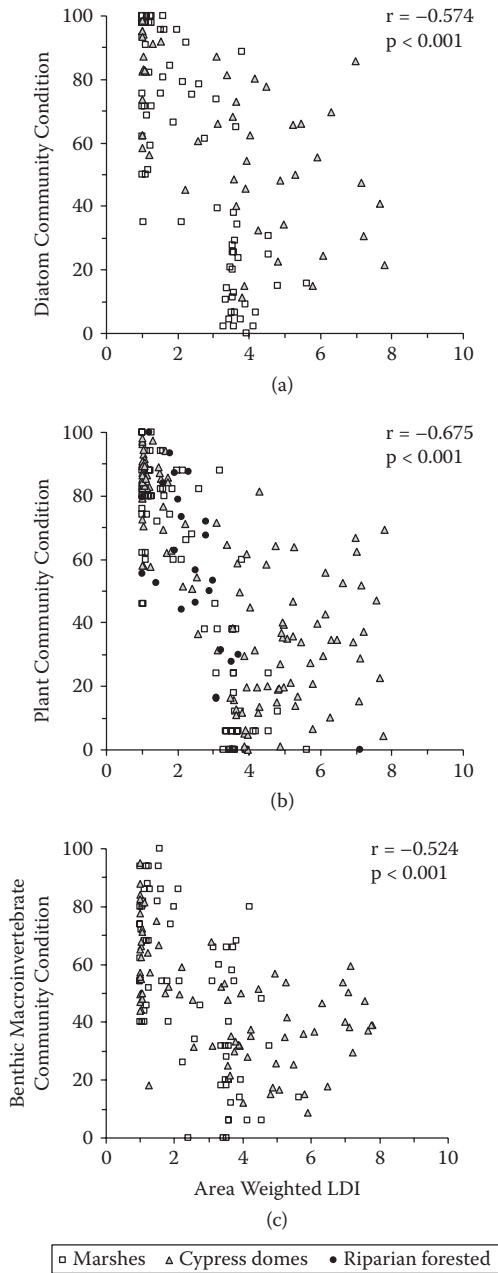 r = −0.574
p < 0.001
Diatom Community Condition
100
80
60
40
20
0
0 2 4 6 8 10
(a)
r = −0.675
p < 0.001
Plant Community Condition
100
80
60
40
20
0
0 2 4 6 8 10
(b)
r = −0.524
p < 0.001
Benthic Macroinvertebrate
Community Condition
100
80
60
40
20
0
0 2 4 6 8 10
Area Weighted LDI
(c)
Marshes Cypress domes Riparian forested